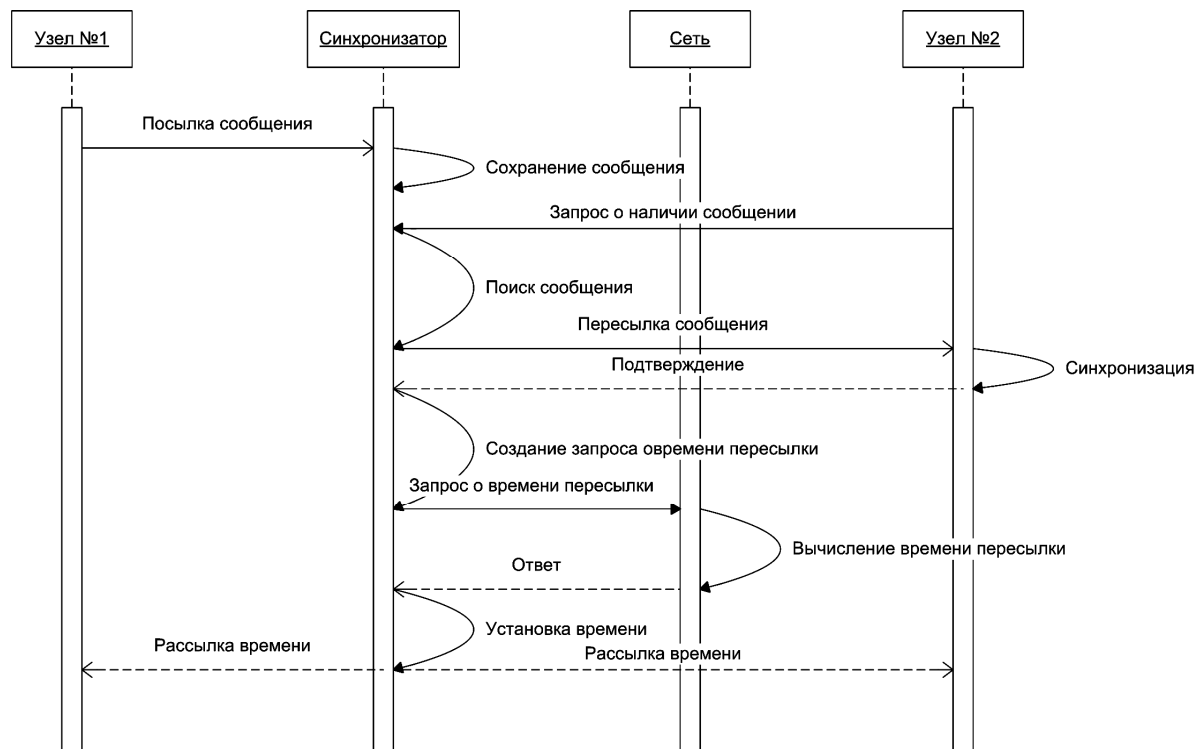 Узел №1
Синхронизатор
Сеть
Узел №2
Посылка сообщения
Сохранение сообщения
Запрос о наличии сообщении
Поиск сообщения
Пересылка сообщения
Подтверждение
Синхронизация
Создание запроса овремени пересылки
Запрос о времени пересылки
Вычисление времени пересылки
Ответ
Установка времени
Рассылка времени
Рассылка времени